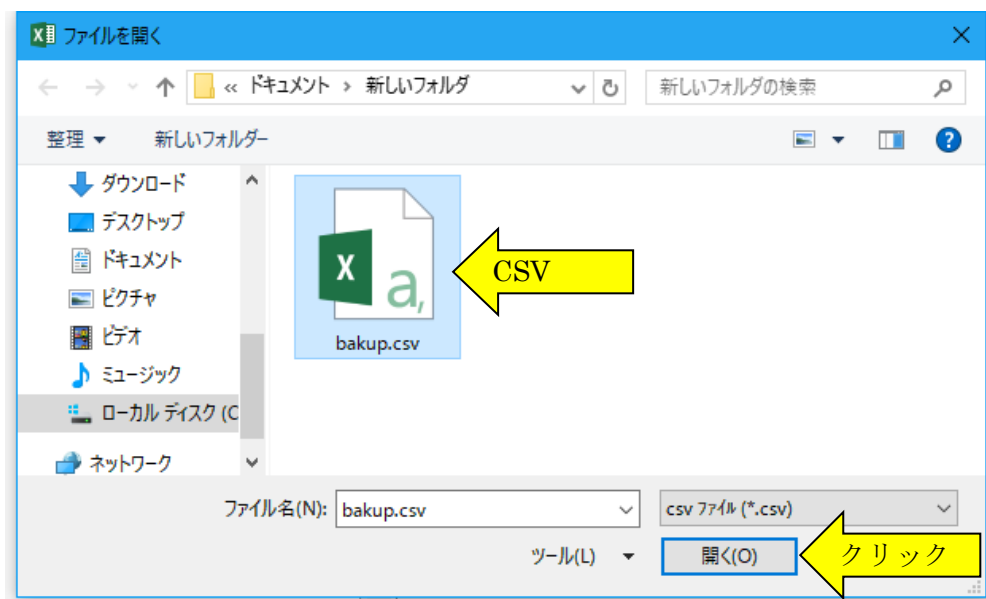 ファイルを開く
« ドキュメント › 新しいフォルダ
新しいフォルダの検索
整理
新しいフォルダー
ダウンロード
デスクトップ
ドキュメント
ピクチャ
ビデオ
ミュージック
ローカル ディスク (C
ネットワーク
bakup.csv
CSV
ファイル名(N): bakup.csv
csv ファイル (*.csv)
ツール(L)
開く(O)
クリック